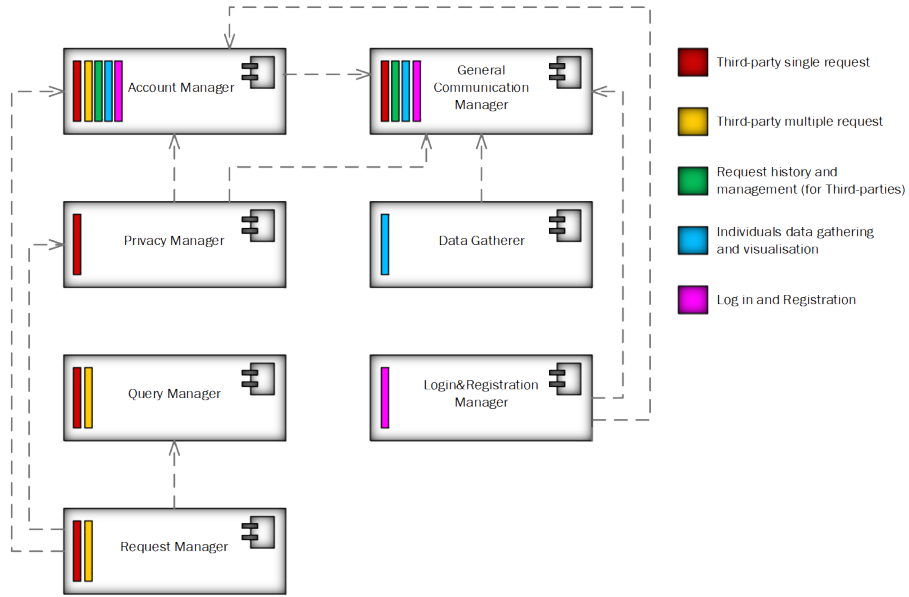 Account Manager
General
Communication
Manager
Privacy Manager
Data Gatherer
Query Manager
Login&Registration
Manager
Request Manager
Third-party single request
Third-party multiple request
Request history and
management (for Third-parties)
Individuals data gathering
and visualisation
Log in and Registration